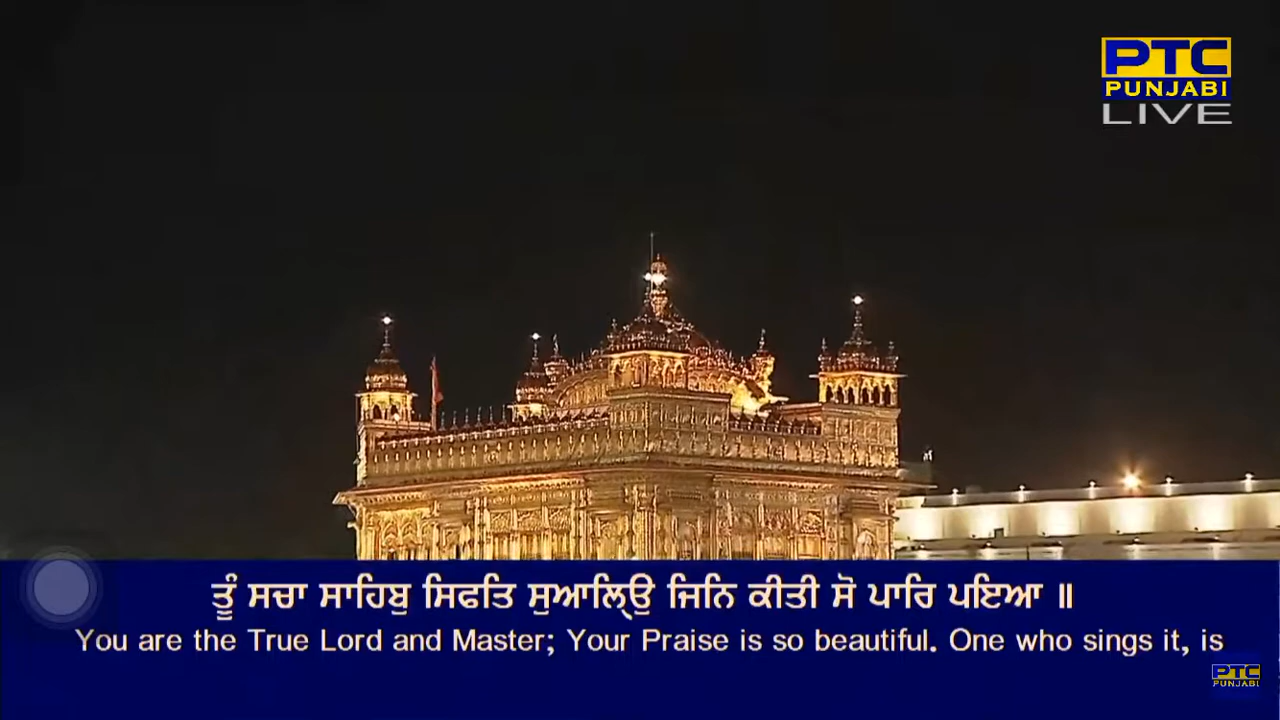 PTC
PUNJABI
LIVE
ਤੂੰ ਸਚਾ ਸਾਹਿਬੁ ਸਿਫਤਿ ਸੁਆਲਿ੍ਉ ਜਿਨਿ ਕੀਤੀ ਸੋ ਪਾਰਿ ਪਇਆ ॥
You are the True Lord and Master; Your Praise is so beautiful. One who sings it, is
PTC
PUNJABI